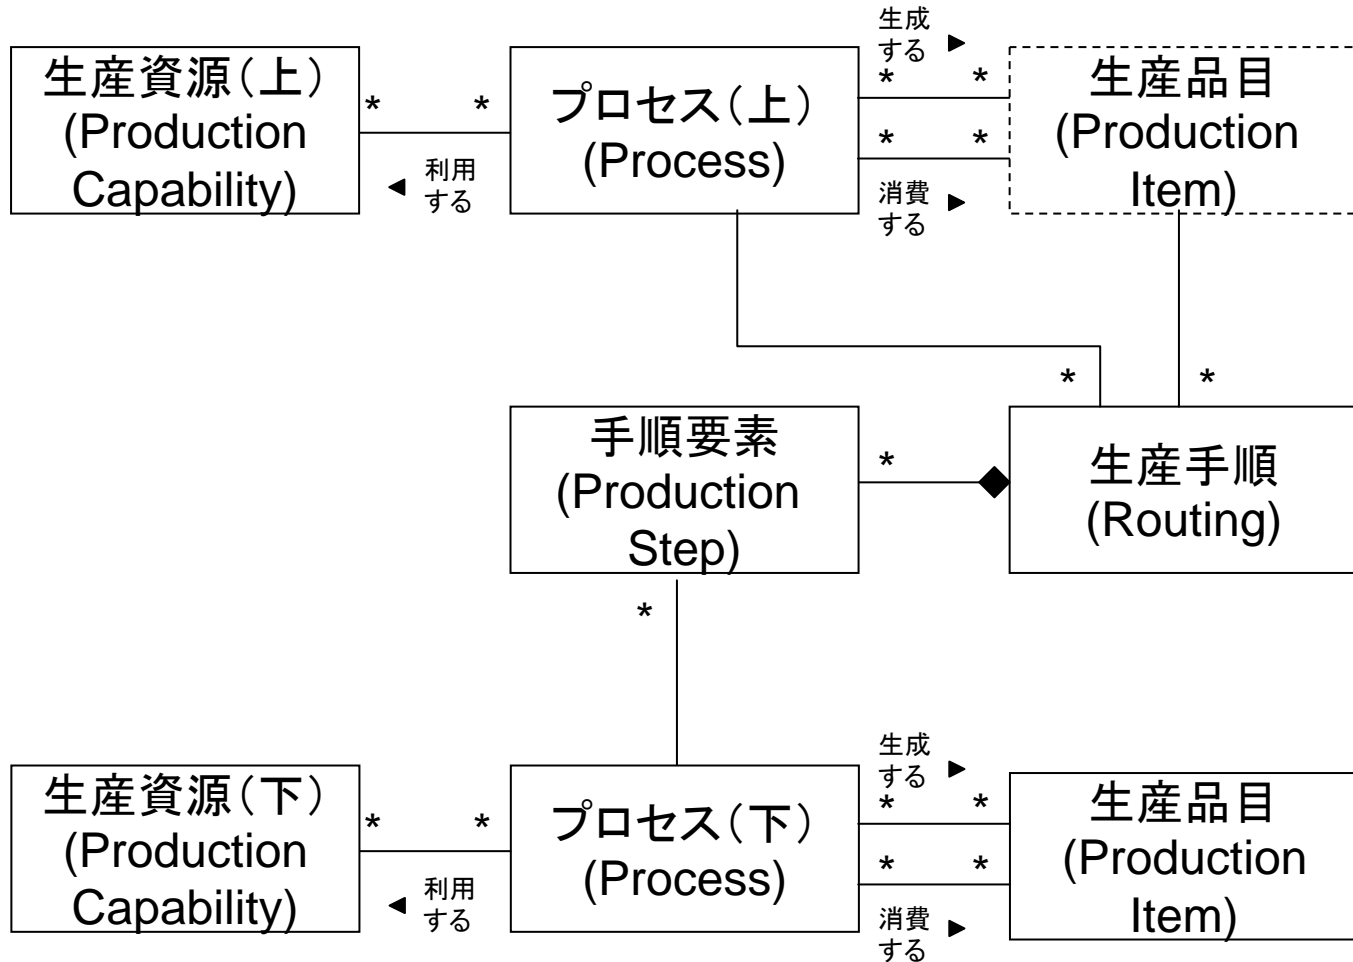 生産資源(上)
(Production
Capability)
*
*
◀ 利用
する
プロセス(上)
(Process)
生成
する ▶
*
*
*
*
消費
する ▶
生産品目
(Production
Item)
*
*
手順要素
(Production
Step)
*
生産手順
(Routing)
*
生産資源(下)
(Production
Capability)
*
*
◀ 利用
する
プロセス(下)
(Process)
生成
する ▶
*
*
*
*
消費
する ▶
生産品目
(Production
Item)